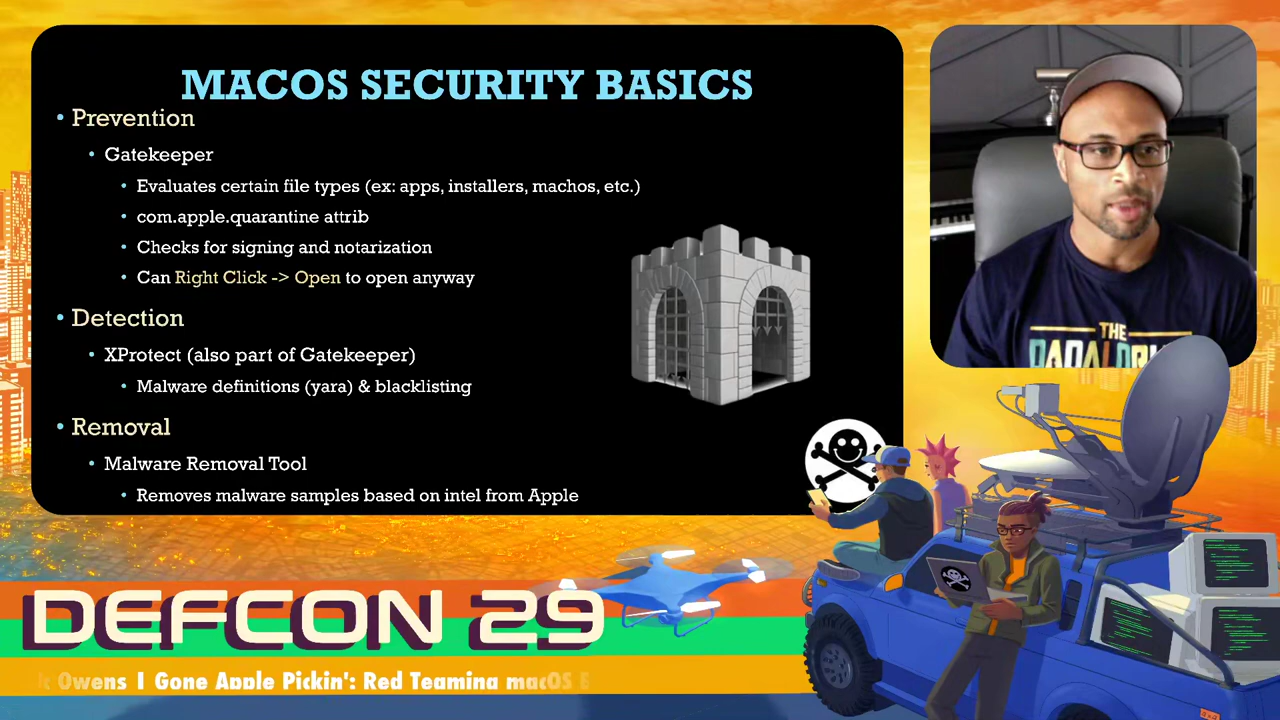 MACOS SECURITY BASICS
• Prevention
• Gatekeeper
• Evaluates certain file types (ex: apps, installers, machos, etc.)
• com.apple.quarantine attrib
• Checks for signing and notarization
• Can Right Click -> Open to open anyway
• Detection
• XProtect (also part of Gatekeeper)
• Malware definitions (yara) & blacklisting
• Removal
• Malware Removal Tool
• Removes malware samples based on intel from Apple
THE
DEFCON 29
Owens | Gone Apple Pickin': Red Teaming macOS